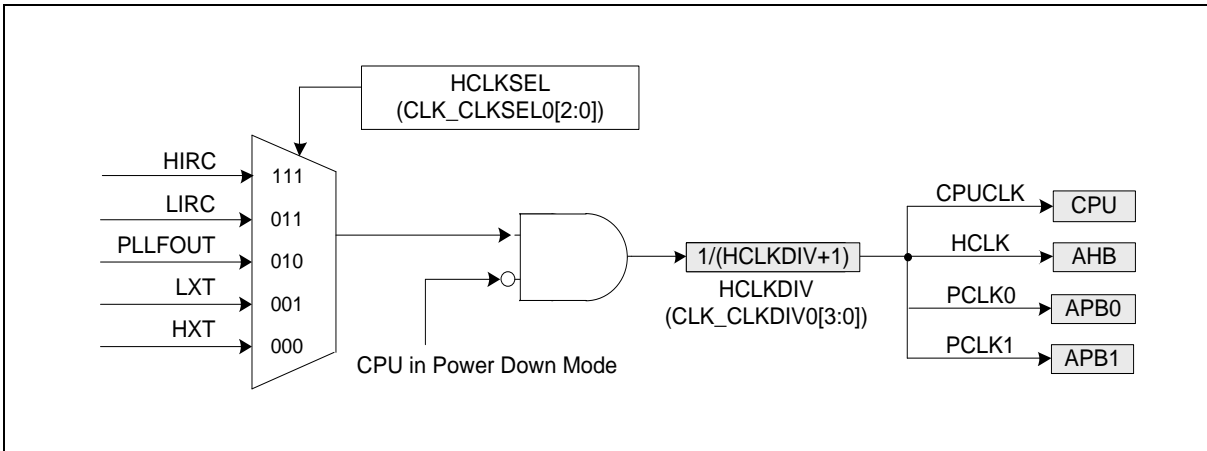 HCLKSEL
(CLK_CLKSEL0[2:0])
HIRC
111
LIRC
011
PLLFOUT
010
LXT
001
HXT
000
CPU in Power Down Mode
1/(HCLKDIV+1)
HCLKDIV
(CLK_CLKDIV0[3:0])
CPUCLK
CPU
HCLK
AHB
PCLK0
APB0
PCLK1
APB1